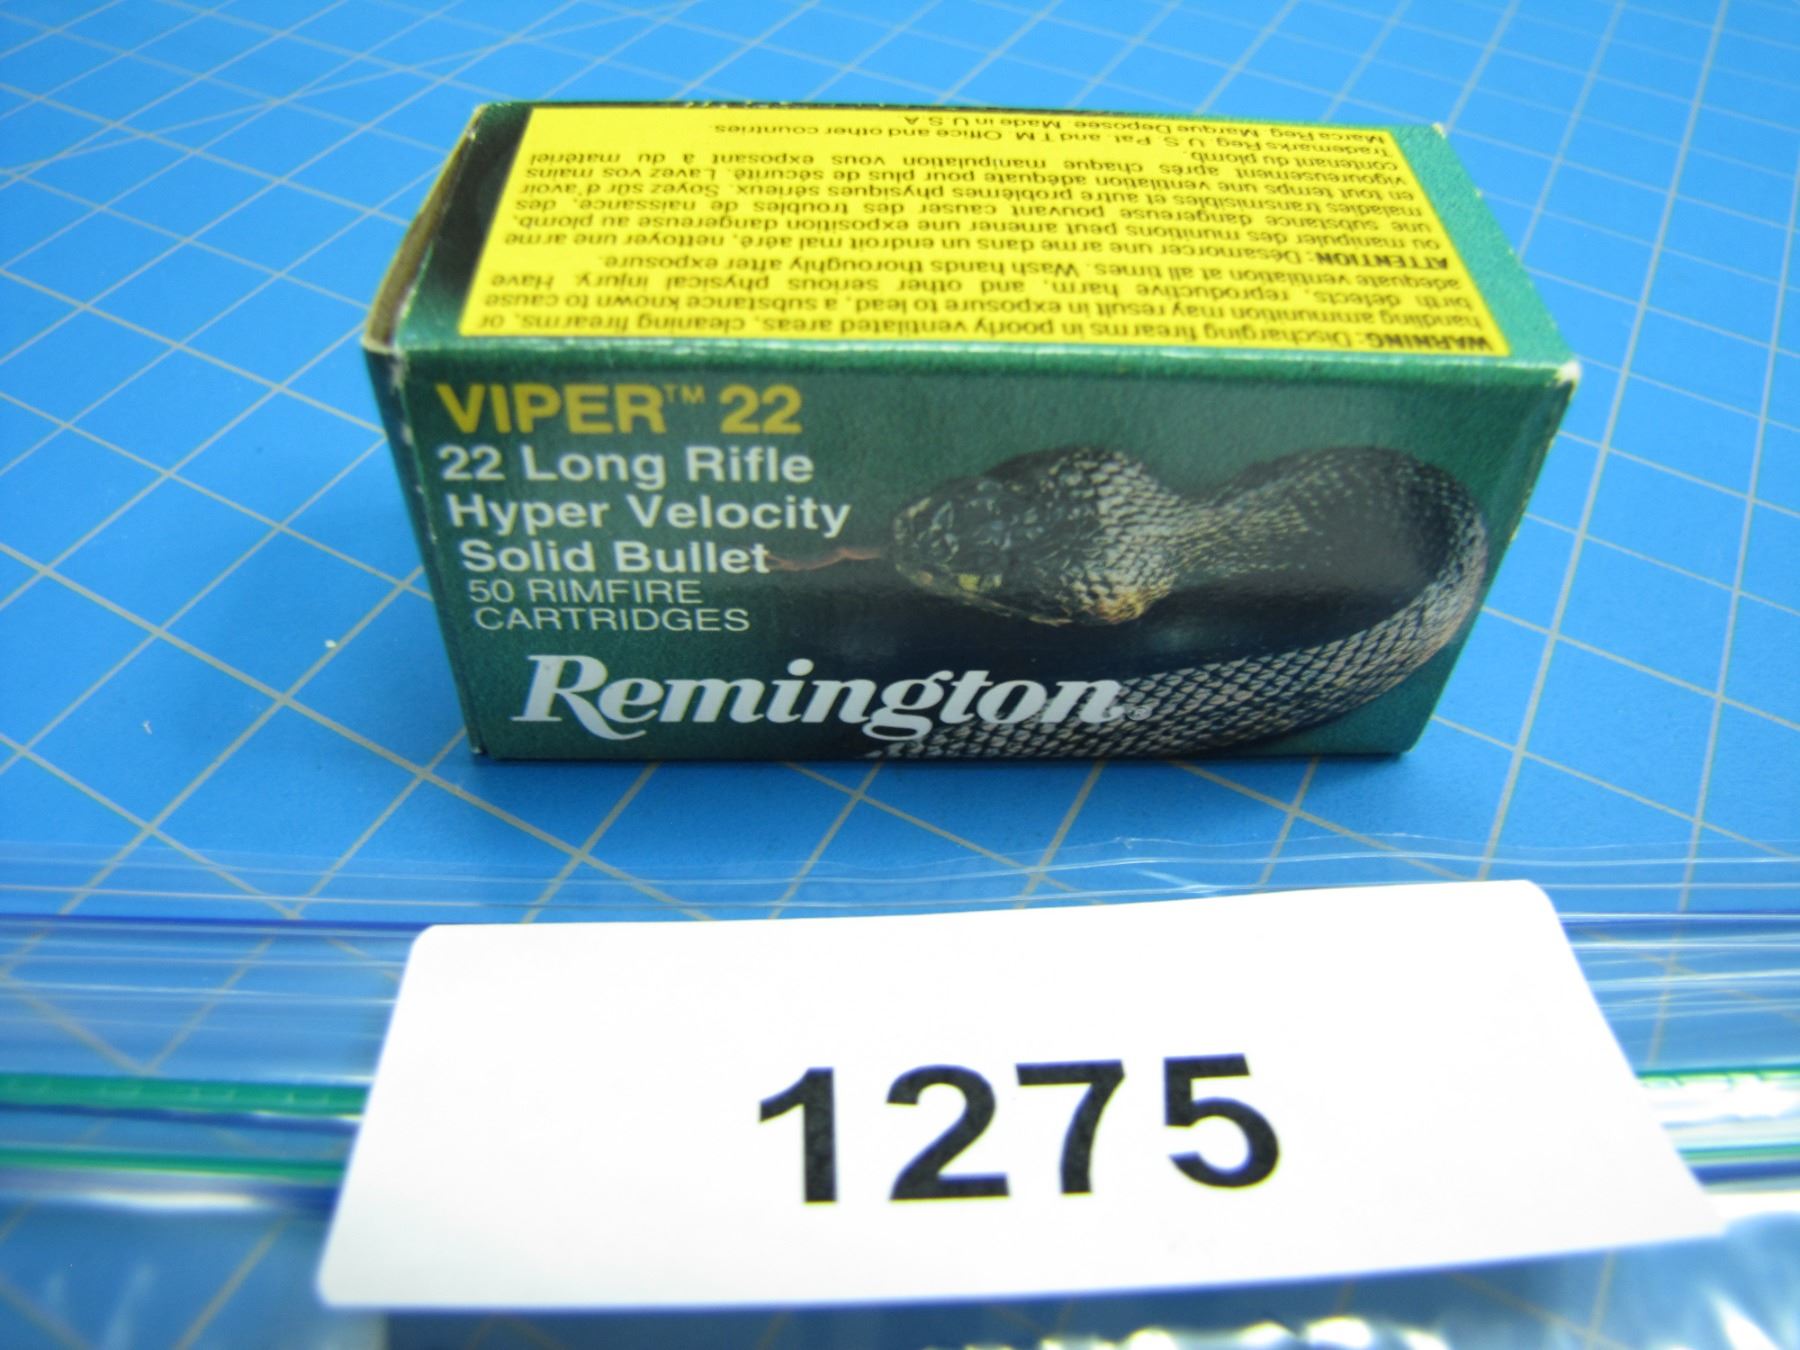 WARNING: Discharging firearms in poorly ventilated areas, cleaning firearms, or
handling ammunition may result in exposure to lead, a substance known to cause
birth defects, reproductive harm, and other serious physical injury. Have
adequate ventilation at all times. Wash hands thoroughly after exposure.
ATTENTION: Désamorcer une arme dans un endroit mal aéré, nettoyer une arme
ou manipuler des munitions peut amener une exposition dangereuse au plomb,
une substance dangereuse pouvant causer des troubles de naissance, des
maladies transmisibles et autre problèmes physiques sérieux. Soyez sûr d'avoir
en tout temps une ventilation adéquate pour plus de sécurité. Lavez vos mains
vigoureusement après chaque manipulation vous exposant à du matériel
contenant du plomb.
Trademarks Reg. U.S. Pat. and T.M. Office and other countries.
Marca Reg. Marque Deposee. Made in U.S.A.
VIPER™ 22
22 Long Rifle
Hyper Velocity
Solid Bullet
50 RIMFIRE
CARTRIDGES
Remington®
1275